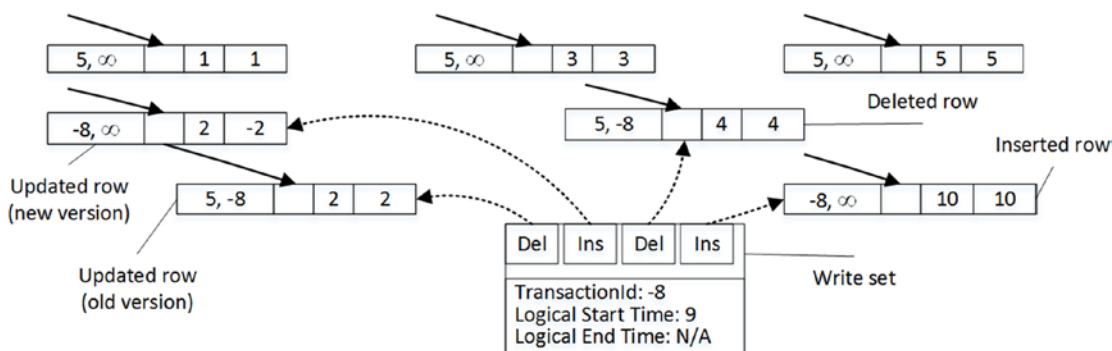 5, ∞ 1 1
5, ∞ 3 3
5, ∞ 5 5
-8, ∞ 2 -2
5, -8 4 4
Deleted row
Inserted row
Updated row
(new version)
5, -8 2 2
-8, ∞ 10 10
Del Ins Del Ins
Updated row
(old version)
Write set
TransactionId: -8
Logical Start Time: 9
Logical End Time: N/A